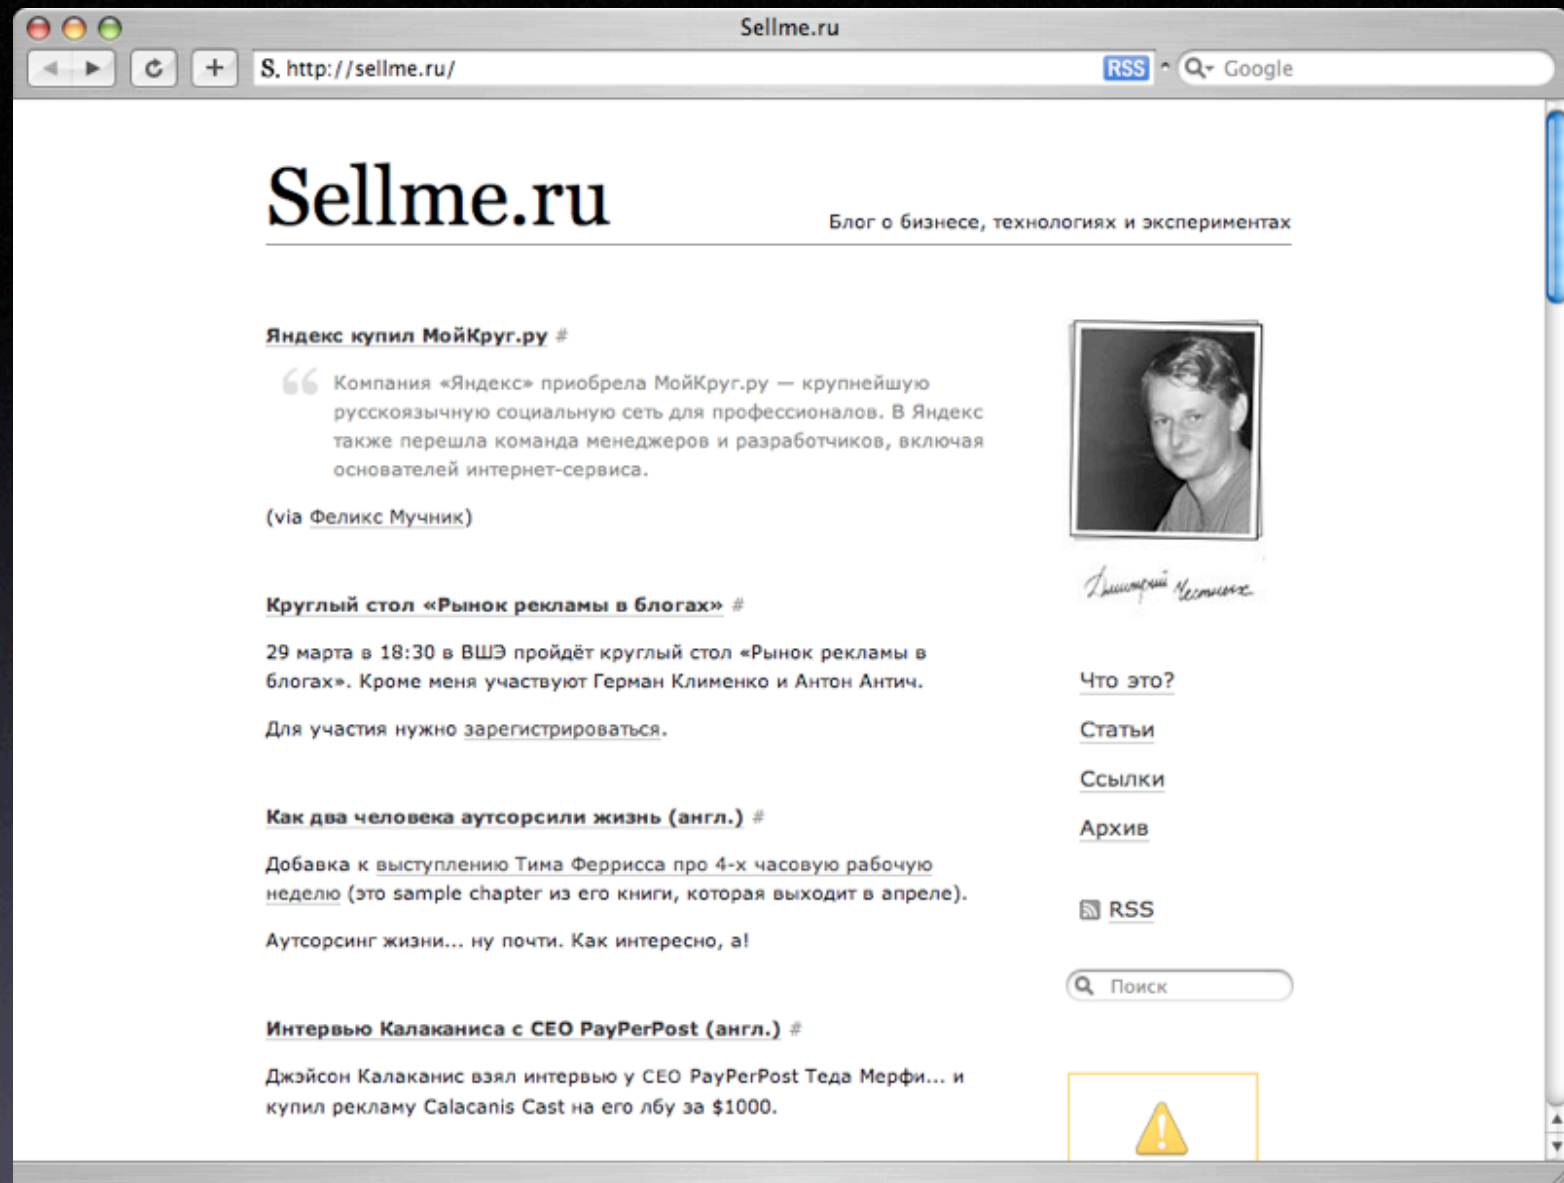 Sellme.ru
S. http://sellme.ru/
RSS
Google
Sellme.ru
Блог о бизнесе, технологиях и экспериментах
Яндекс купил МойКруг.ру #
Компания «Яндекс» приобрела МойКруг.ру — крупнейшую
русскоязычную социальную сеть для профессионалов. В Яндекс
также перешла команда менеджеров и разработчиков, включая
основателей интернет-сервиса.
(via Феликс Мучник)
Круглый стол «Рынок рекламы в блогах» #
29 марта в 18:30 в ВШЭ пройдёт круглый стол «Рынок рекламы в
блогах». Кроме меня участвуют Герман Клименко и Антон Антич.
Для участия нужно зарегистрироваться.
Как два человека аутсорсили жизнь (англ.) #
Добавка к выступлению Тима Феррисса про 4-х часовую рабочую
неделю (это sample chapter из его книги, которая выходит в апреле).
Аутсорсинг жизни... ну почти. Как интересно, а!
Интервью Калаканиса с CEO PayPerPost (англ.) #
Джэйсон Калаканис взял интервью у CEO PayPerPost Теда Мерфи... и
купил рекламу Calacanis Cast на его лбу за $1000.
Дмитрий Честных
Что это?
Статьи
Ссылки
Архив
RSS
Поиск